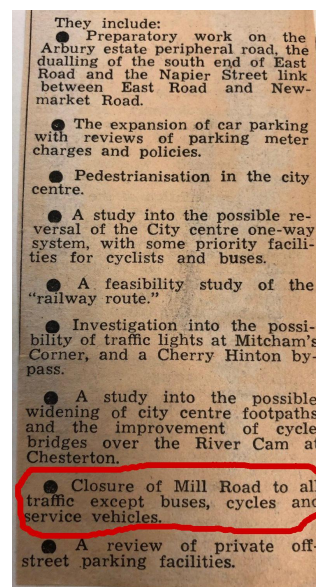 They include:
● Preparatory work on the
Arbury estate peripheral road, the
dualling of the south end of East
Road and the Napier Street link
between East Road and New-
market Road.
● The expansion of car parking
with reviews of parking meter
charges and policies.
● Pedestrianisation in the city
centre.
● A study into the possible re-
versal of the City centre one-way
system, with some priority facili-
ties for cyclists and buses.
● A feasibility study of the
"railway route."
● Investigation into the possi-
bility of traffic lights at Mitcham's
Corner, and a Cherry Hinton by-
pass.
● A study into the possible
widening of city centre footpaths
and the improvement of cycle
bridges over the River Cam at
Chesterton.
● Closure of Mill Road to all
traffic except buses, cycles and
service vehicles.
● A review of private off-
street parking facilities.